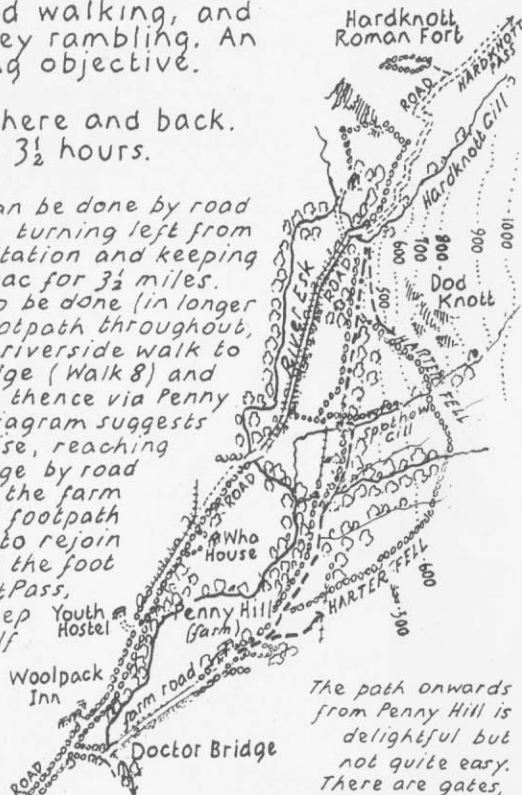 d walking, and
ey rambling. An
g objective.
here and back.
3½ hours.
an be done by road
turning left from
tation and keeping
ac for 3½ miles.
o be done (in longer
ootpath throughout,
riverside walk to
dge (Walk 8) and
thence via Penny
iagram suggests
se, reaching
ge by road
the farm
footpath
to rejoin
the foot
tPass,
ep
lf
Hardknott
Roman Fort
ROAD
HARDKNOTT
PASS
Hardknott Gill
River Esk
ROAD
500
600
700
800
900
1000
Dod
Knott
HARTER FELL
Spothow
Gill
ROAD
Wha
House
Youth
Hostel
Penny Hill
(farm)
HARTER FELL
600
500
Woolpack
Inn
farm road
Doctor Bridge
ROAD
The path onwards
from Penny Hill is
delightful but
not quite easy.
There are gates,